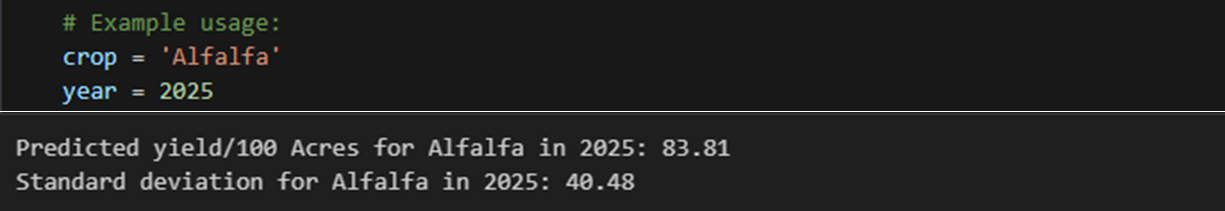 # Example usage:
crop = 'Alfalfa'
year = 2025
Predicted yield/100 Acres for Alfalfa in 2025: 83.81
Standard deviation for Alfalfa in 2025: 40.48